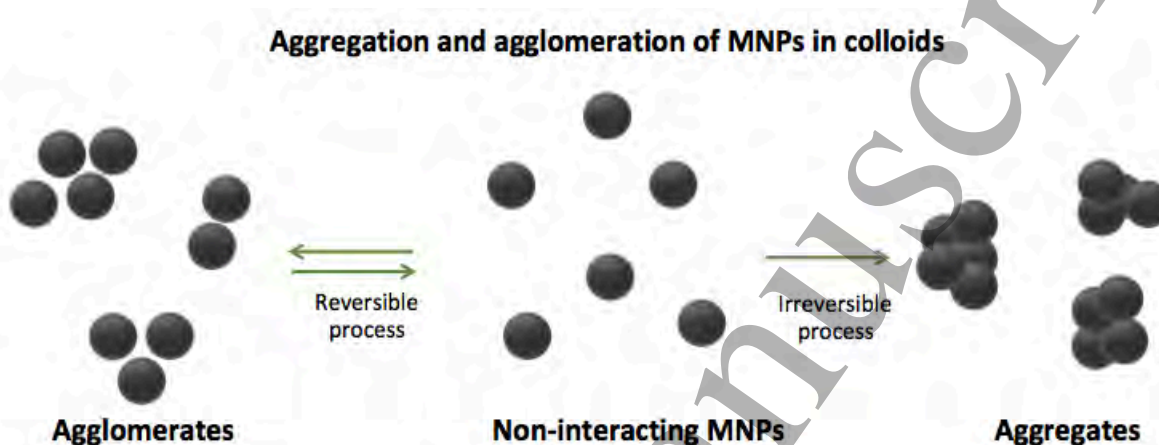 Aggregation and agglomeration of MNPs in colloids
Reversible
process
Irreversible
process
Agglomerates
Non-interacting MNPs
Aggregates